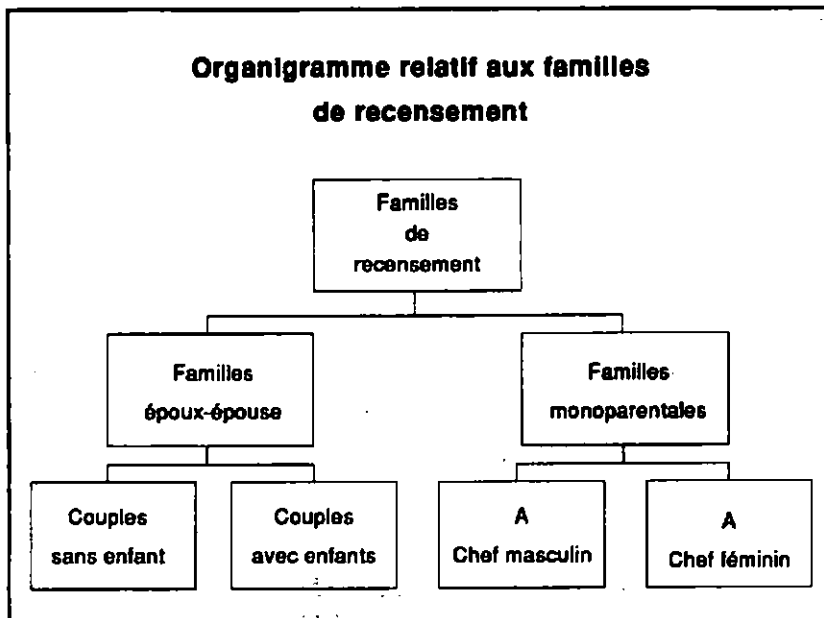 Organigramme relatif aux familles
de recensement
Familles
de
recensement
Familles
époux-épouse
Familles
monoparentales
Couples
sans enfant
Couples
avec enfants
A
Chef masculin
A
Chef féminin